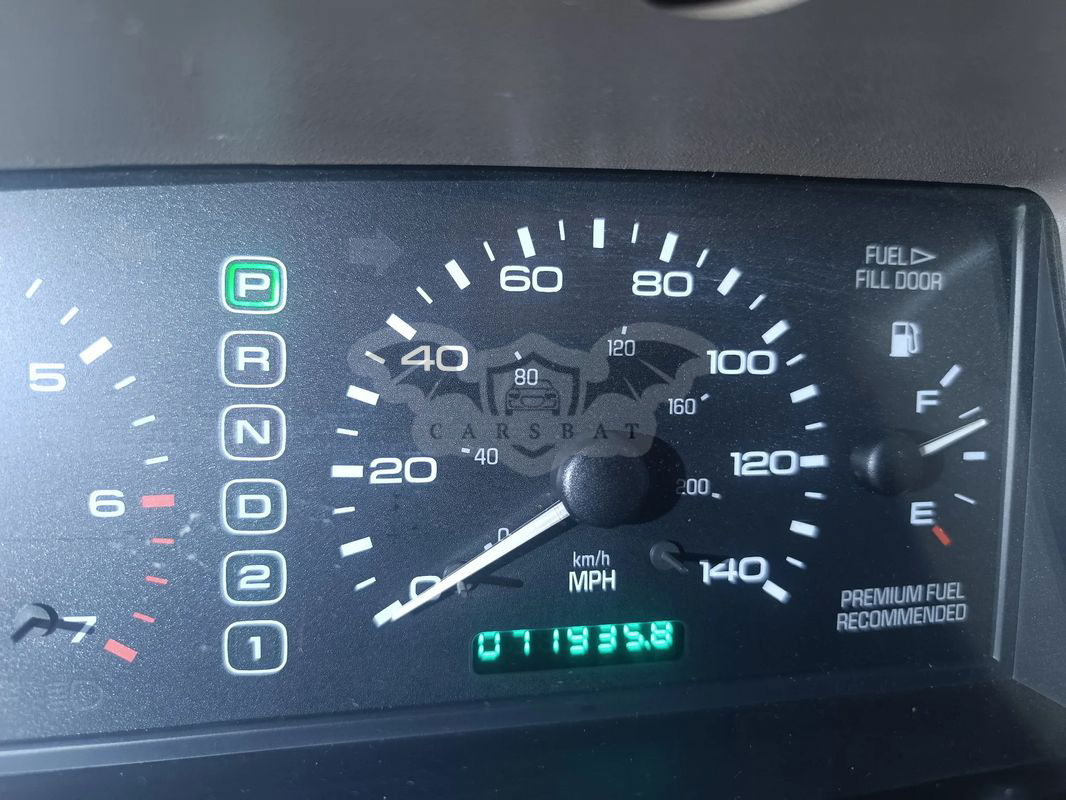 5
6
7
P
R
N
D
2
1
0
20
40
60
80
100
120
140
0
40
80
120
160
200
km/h
MPH
071935.8
FUEL
FILL DOOR
F
E
PREMIUM FUEL
RECOMMENDED
CARSBAT